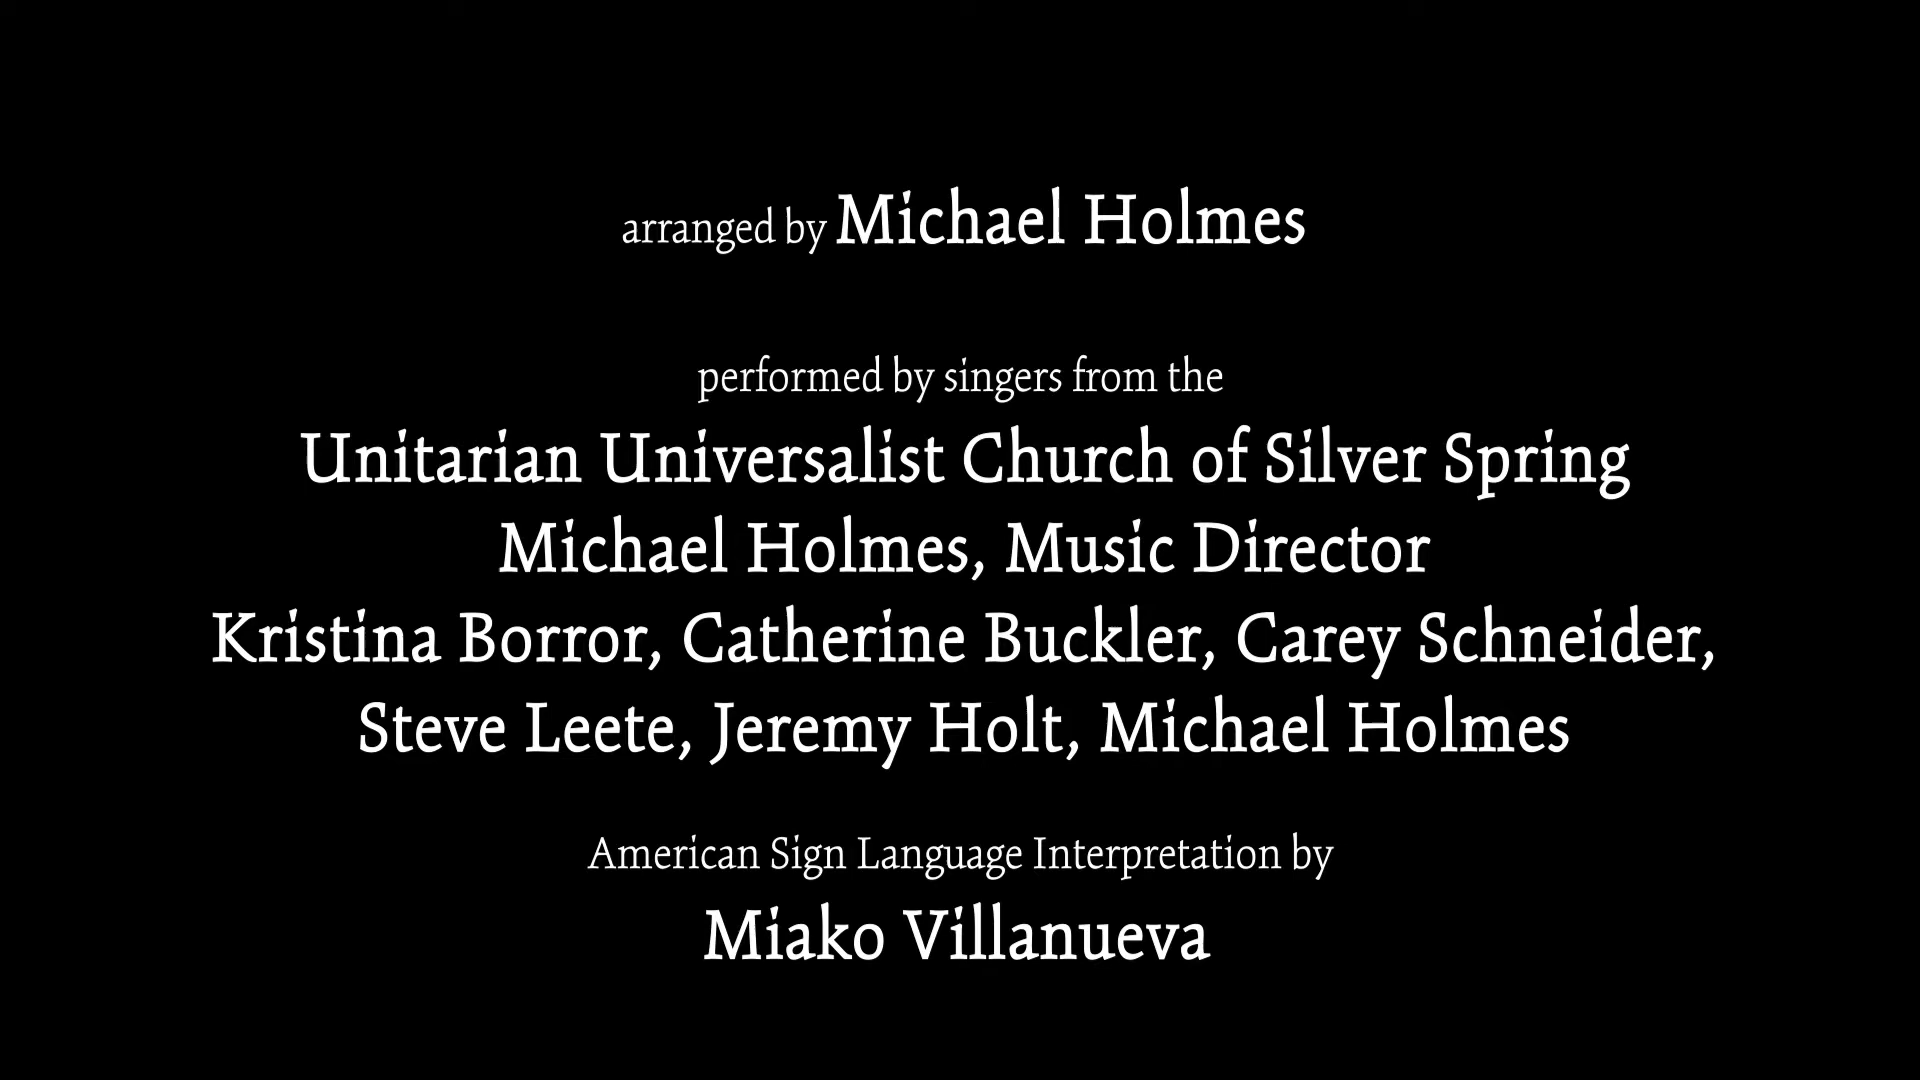 arranged by Michael Holmes
performed by singers from the
Unitarian Universalist Church of Silver Spring
Michael Holmes, Music Director
Kristina Borror, Catherine Buckler, Carey Schneider,
Steve Leete, Jeremy Holt, Michael Holmes
American Sign Language Interpretation by
Miako Villanueva